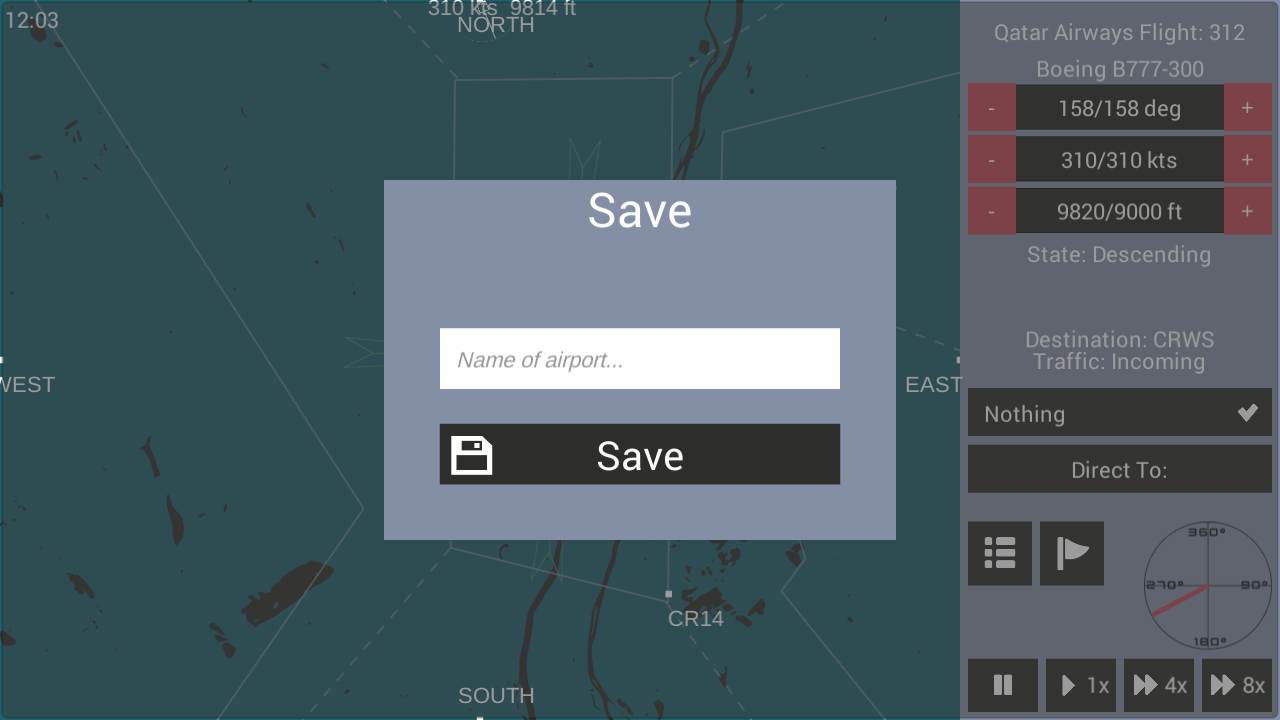 12:03
310 kts 9814 ft
NORTH
WEST
EAST
CR14
SOUTH
Save
Name of airport...
Save
Qatar Airways Flight: 312
Boeing B777-300
- 158/158 deg +
- 310/310 kts +
- 9820/9000 ft +
State: Descending
Destination: CRWS
Traffic: Incoming
Nothing
Direct To:
360°
270° 90°
180°
1x 4x 8x